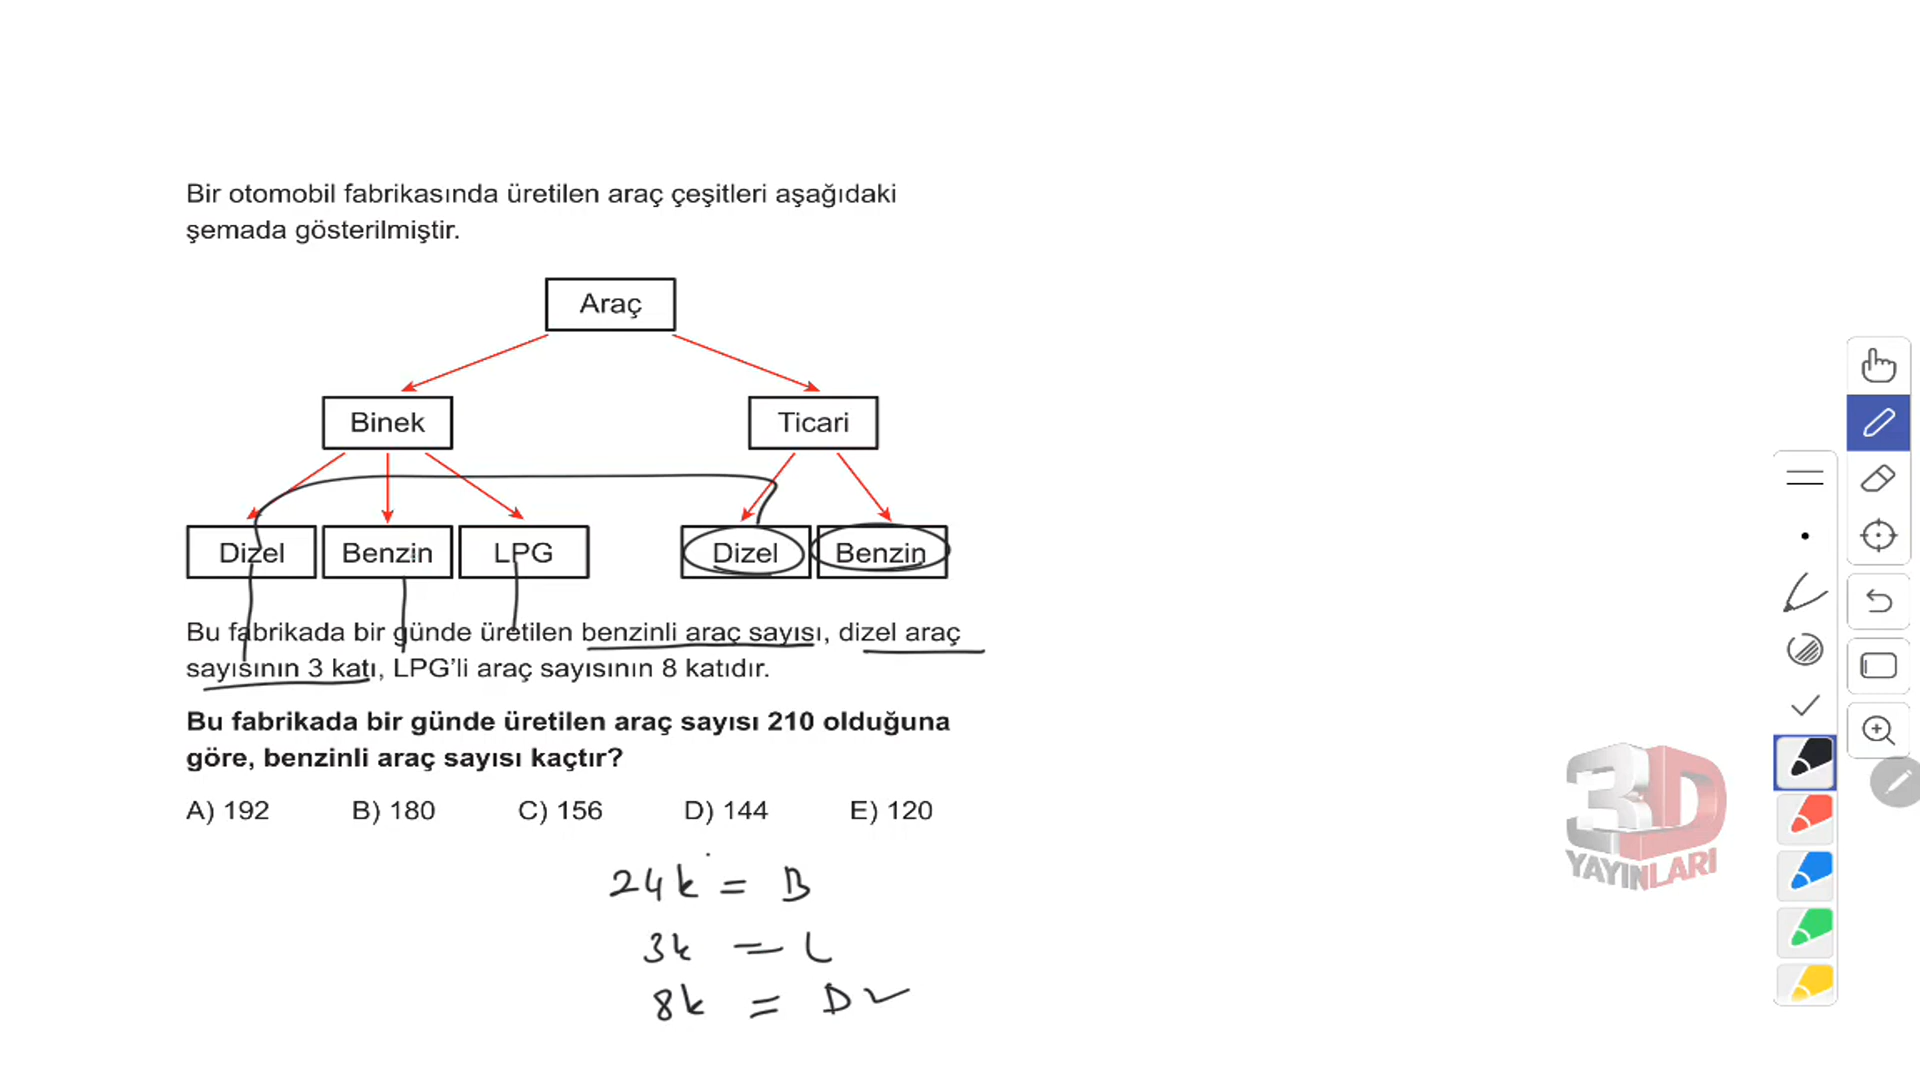 Bir otomobil fabrikasında üretilen araç çeşitleri aşağıdaki
şemada gösterilmiştir.
Araç
Binek
Ticari
Dizel
Benzin
LPG
Dizel
Benzin
Bu fabrikada bir günde üretilen benzinli araç sayısı, dizel araç
sayısının 3 katı, LPG'li araç sayısının 8 katıdır.
Bu fabrikada bir günde üretilen araç sayısı 210 olduğuna
göre, benzinli araç sayısı kaçtır?
A) 192 B) 180 C) 156 D) 144 E) 120
24k = B
3k = L
8k = D
3D
YAYINLARI